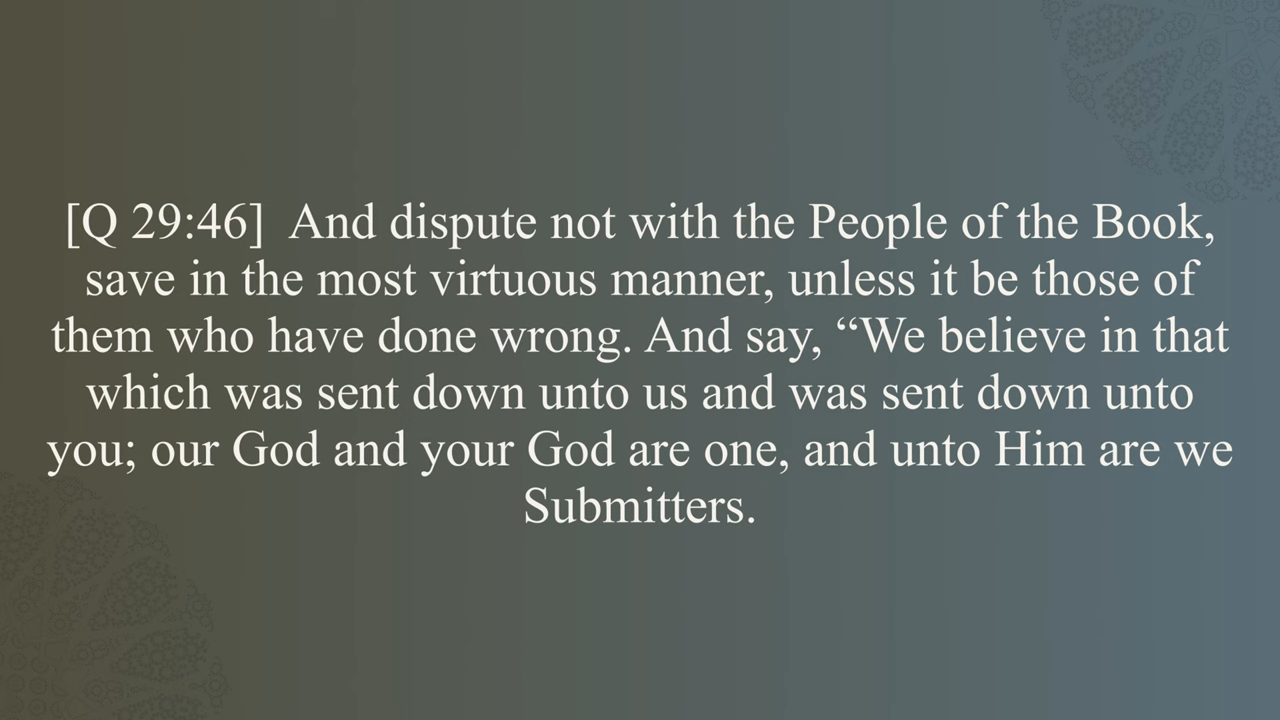 [Q 29:46]  And dispute not with the People of the Book,
save in the most virtuous manner, unless it be those of
them who have done wrong. And say, “We believe in that
which was sent down unto us and was sent down unto
you; our God and your God are one, and unto Him are we
Submitters.